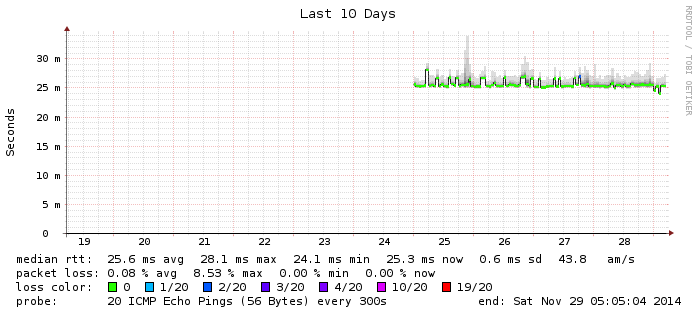 Last 10 Days
RRDTOOL / TOBI OETIKER
Seconds
30 m
25 m
20 m
15 m
10 m
5 m
0
19 20 21 22 23 24 25 26 27 28
median rtt: 25.6 ms avg 28.1 ms max 24.1 ms min 25.3 ms now 0.6 ms sd 43.8 am/s
packet loss: 0.08 % avg 8.53 % max 0.00 % min 0.00 % now
loss color: 0 1/20 2/20 3/20 4/20 10/20 19/20
probe: 20 ICMP Echo Pings (56 Bytes) every 300s end: Sat Nov 29 05:05:04 2014